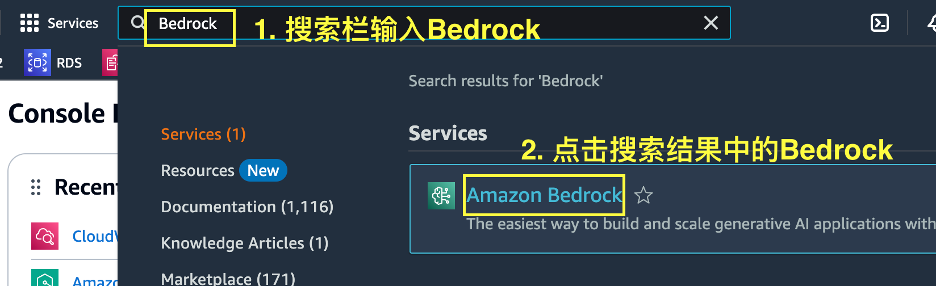 Services
Bedrock
1. 搜索栏输入Bedrock
2
RDS
Search results for 'Bedrock'
Console
Services (1)
Services
Resources New
2. 点击搜索结果中的Bedrock
Recent
Amazon Bedrock
Documentation (1,116)
The easiest way to build and scale generative AI applications with
CloudW
Knowledge Articles (1)
Amazo
Marketplace (171)